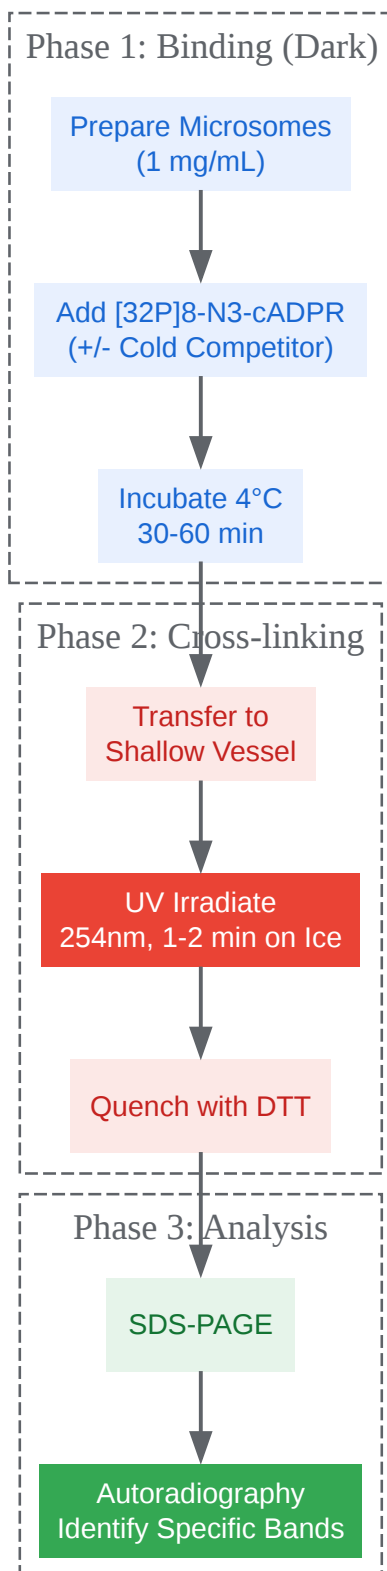 Phase 1: Binding (Dark)
Prepare Microsomes
(1 mg/mL)
Add [32P]8-N3-cADPR
(+/- Cold Competitor)
Incubate 4°C
30-60 min
Phase 2: Cross-linking
Transfer to
Shallow Vessel
UV Irradiate
254nm, 1-2 min on Ice
Quench with DTT
Phase 3: Analysis
SDS-PAGE
Autoradiography
Identify Specific Bands